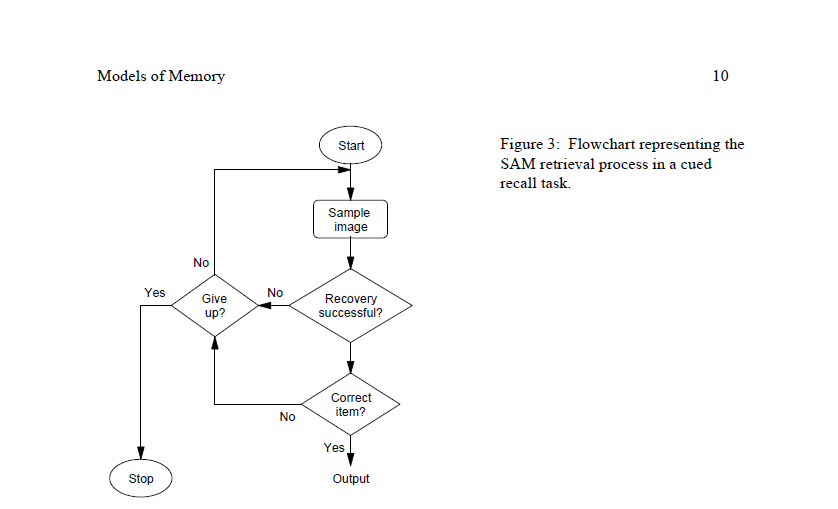 Models of Memory
10
Start
Figure 3:  Flowchart representing the
SAM retrieval process in a cued
recall task.
Sample
image
No
Yes
Give
up?
No
Recovery
successful?
Correct
item?
No
Yes
Stop
Output